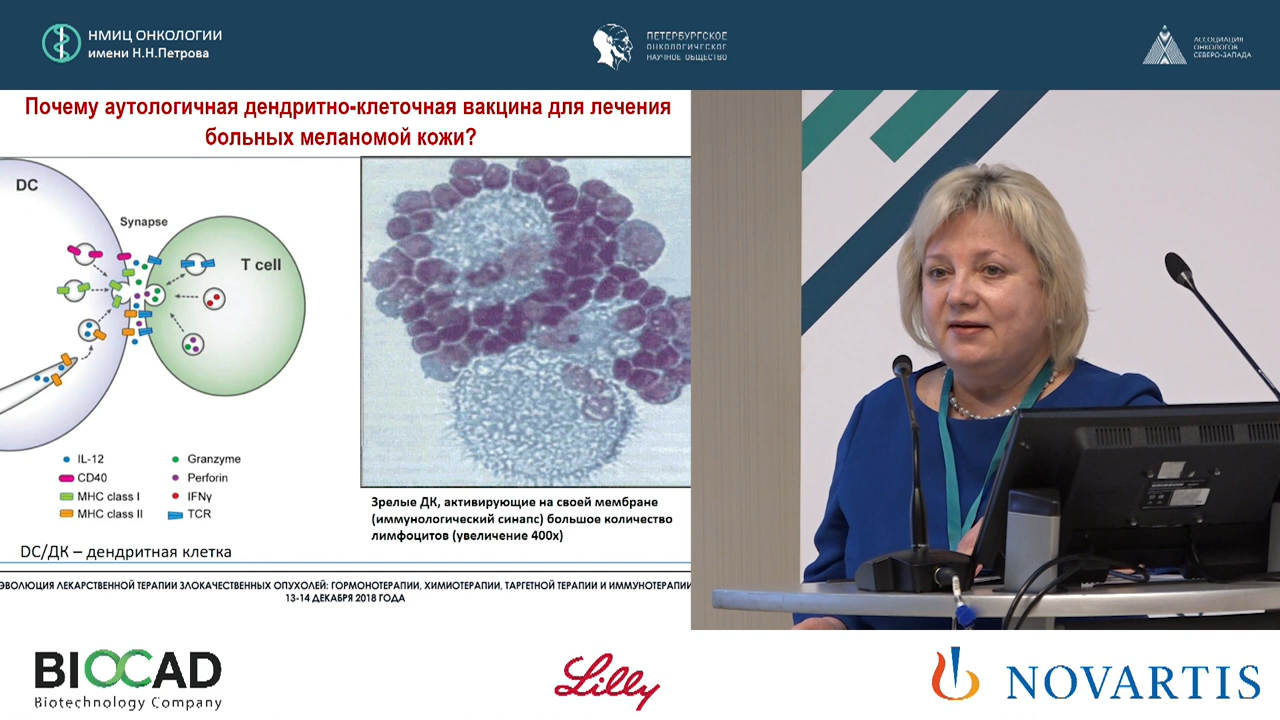 НМИЦ ОНКОЛОГИИ
имени Н.Н.Петрова
ПЕТЕРБУРГСКОЕ
ОНКОЛОГИЧЕСКОЕ
НАУЧНОЕ ОБЩЕСТВО
АССОЦИАЦИЯ
ОНКОЛОГОВ
СЕВЕРО-ЗАПАДА
Почему аутологичная дендритно-клеточная вакцина для лечения
больных меланомой кожи?
DC
Synapse
T cell
IL-12
CD40
MHC class I
MHC class II
Granzyme
Perforin
IFNγ
TCR
DC/ДК – дендритная клетка
Зрелые ДК, активирующие на своей мембране
(иммунологический синапс) большое количество
лимфоцитов (увеличение 400х)
ЭВОЛЮЦИЯ ЛЕКАРСТВЕННОЙ ТЕРАПИИ ЗЛОКАЧЕСТВЕННЫХ ОПУХОЛЕЙ: ГОРМОНОТЕРАПИИ, ХИМИОТЕРАПИИ, ТАРГЕТНОЙ ТЕРАПИИ И ИММУНОТЕРАПИИ
13-14 ДЕКАБРЯ 2018 ГОДА
BIOCAD
Biotechnology Company
Lilly
NOVARTIS